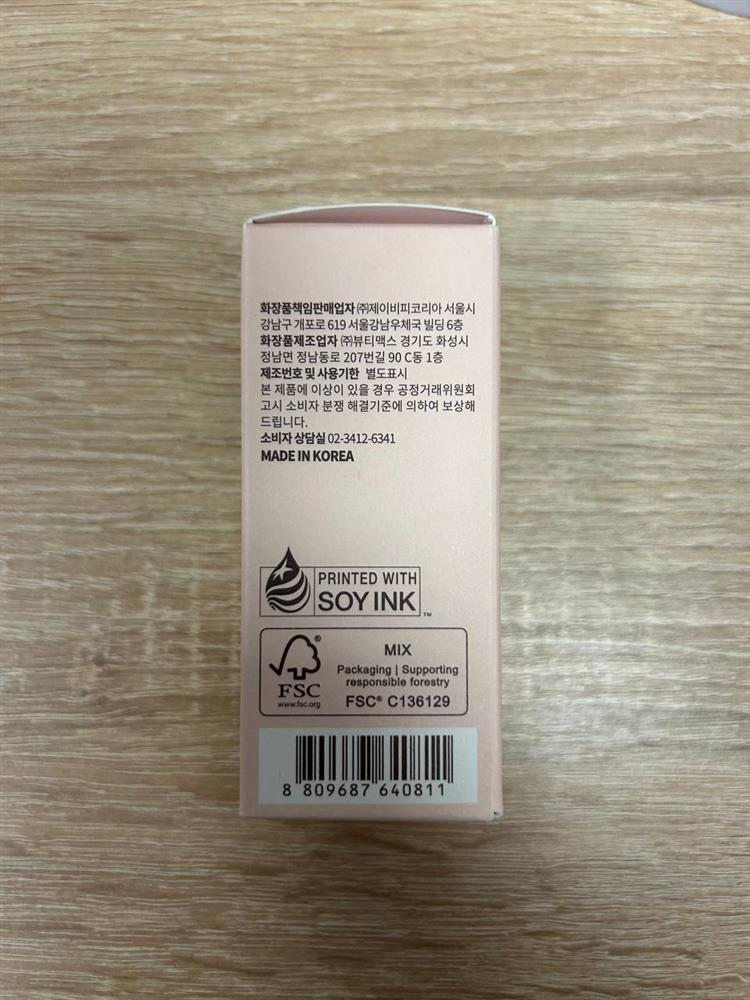 화장품책임판매업자 ㈜제이비피코리아 서울시
강남구 개포로 619 서울강남우체국 빌딩 6층
화장품제조업자 ㈜뷰티맥스 경기도 화성시
정남면 정남동로 207번길 90 C동 1층
제조번호 및 사용기한 별도표시
본 제품에 이상이 있을 경우 공정거래위원회
고시 소비자 분쟁 해결기준에 의하여 보상해
드립니다.
소비자 상담실 02-3412-6341
MADE IN KOREA
PRINTED WITH
SOY INK ™
FSC ®
www.fsc.org
MIX
Packaging | Supporting
responsible forestry
FSC® C136129
8 809687 640811